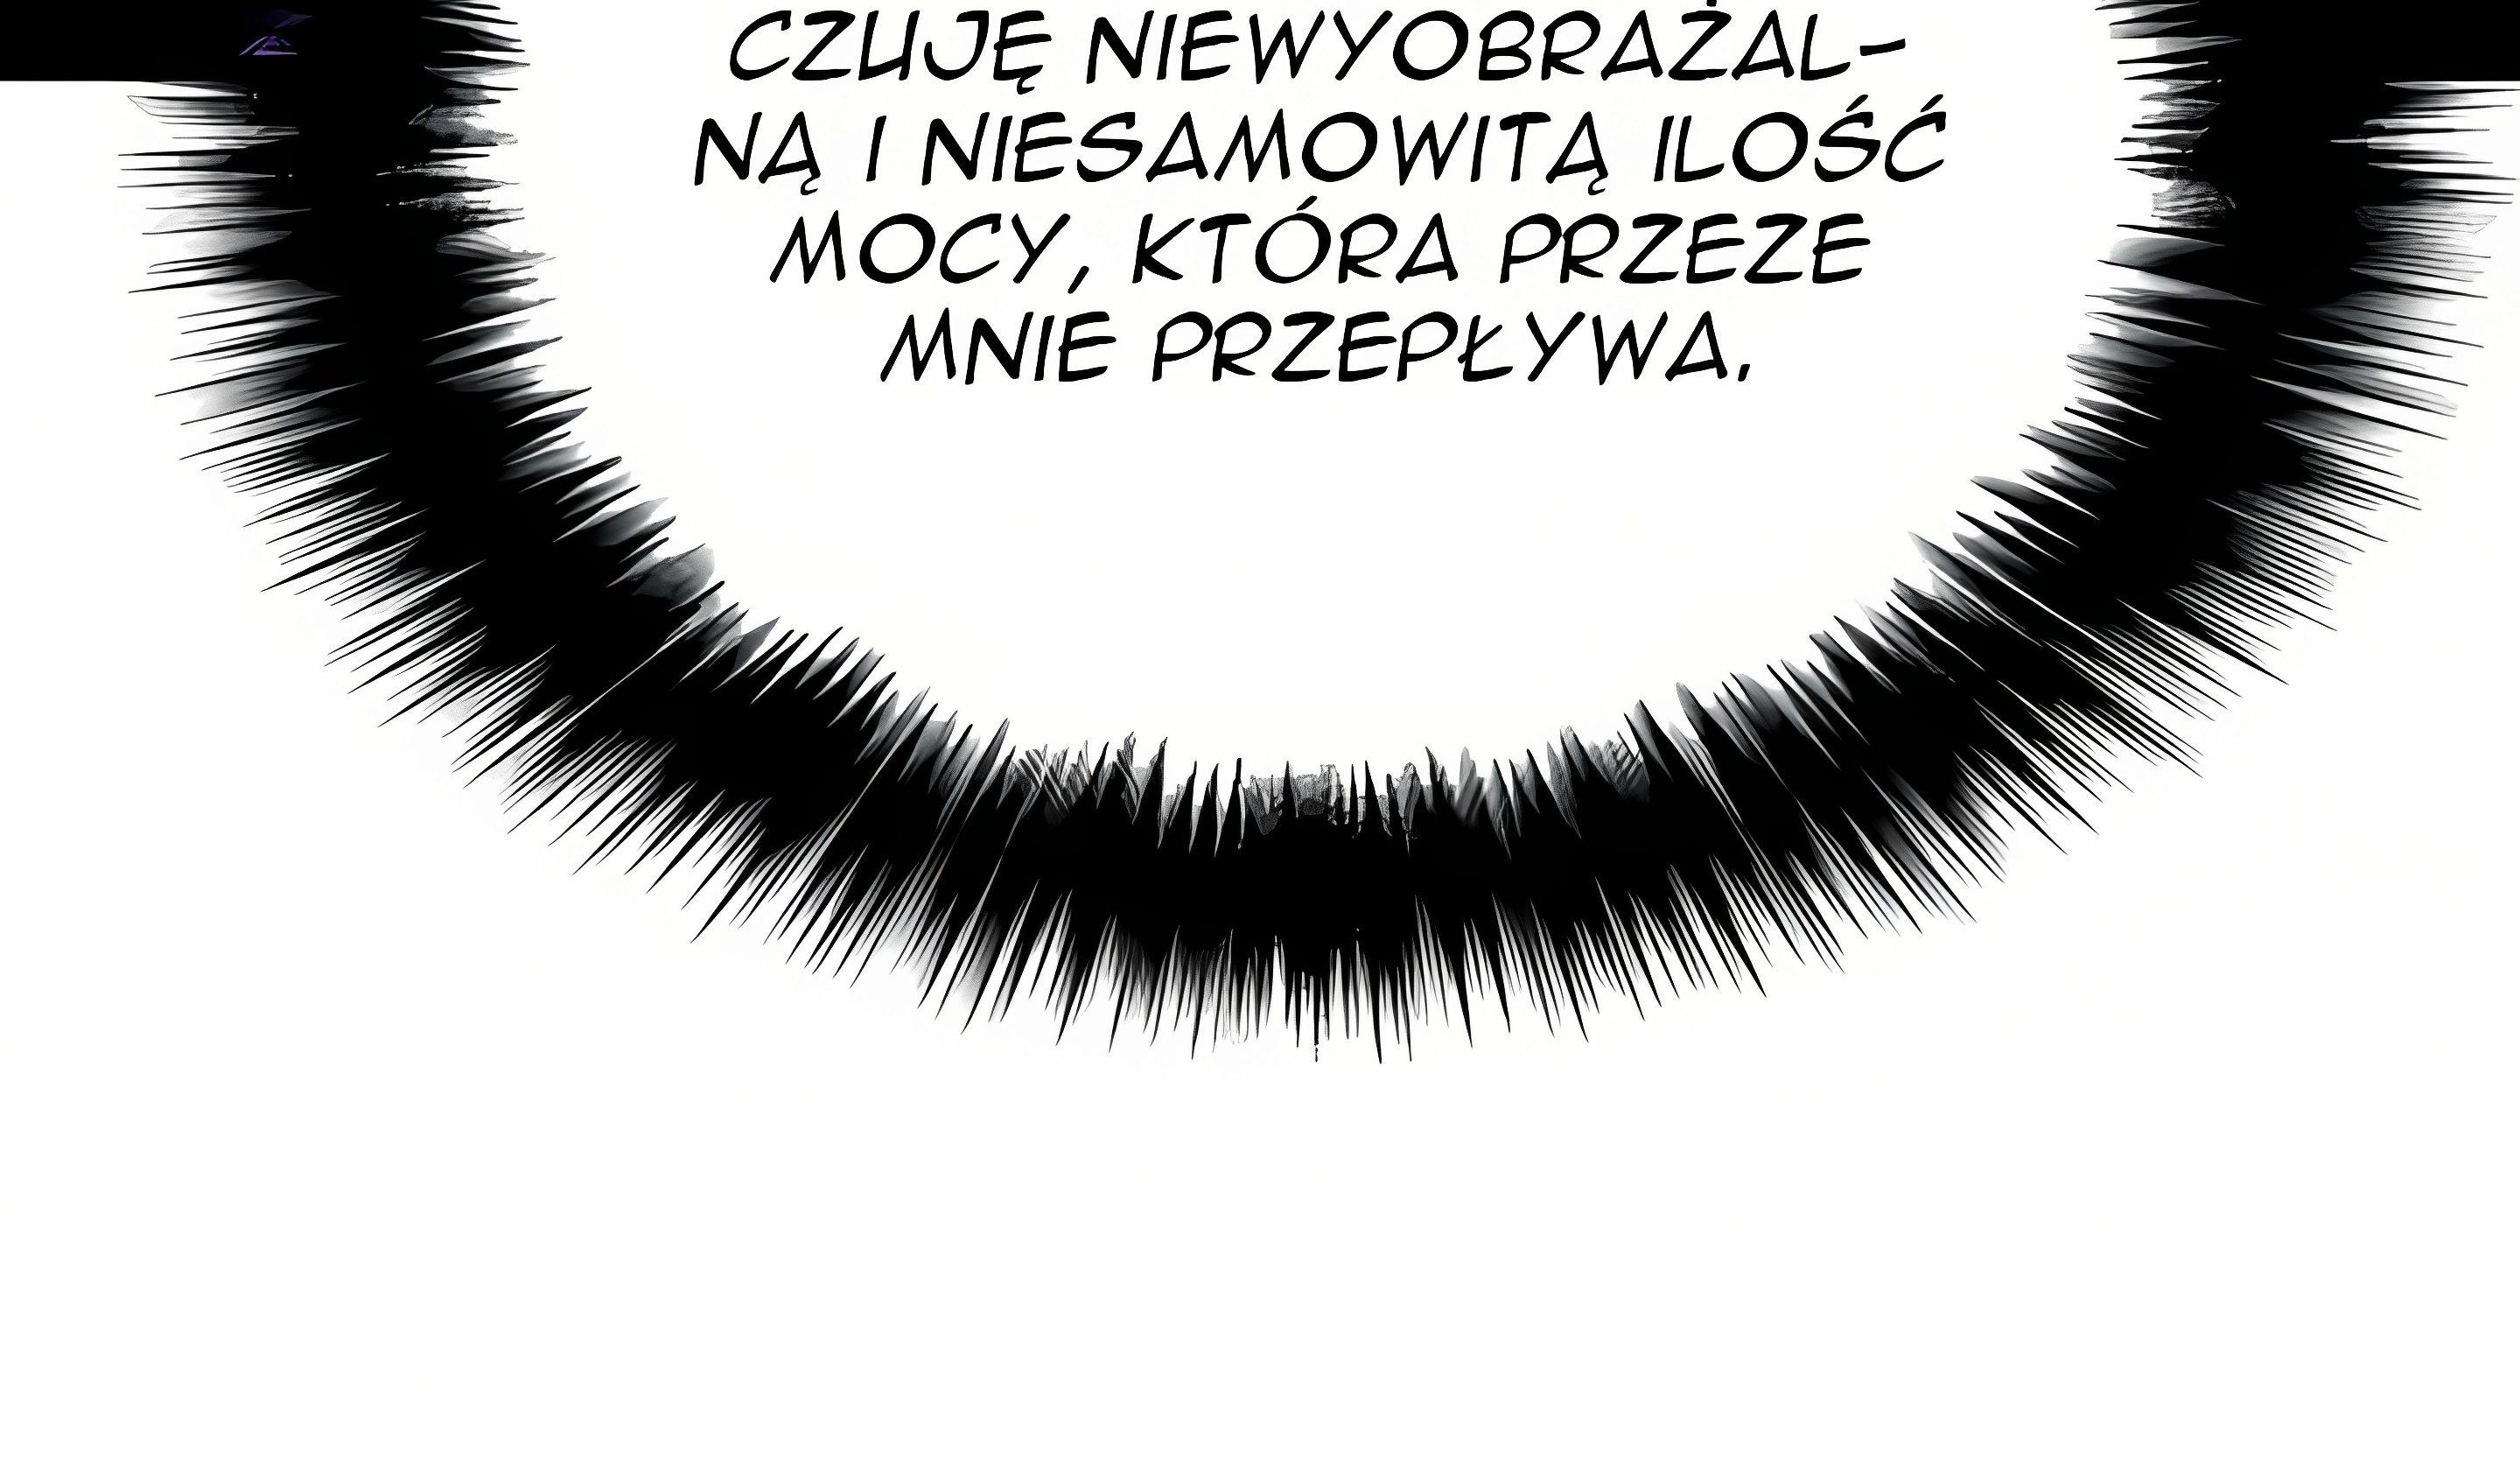 CZUJĘ NIEWYOBRAŻAL-
NĄ I NIESAMOWITĄ ILOŚĆ
MOCY, KTÓRA PRZEZE
MNIE PRZEPŁYWA.